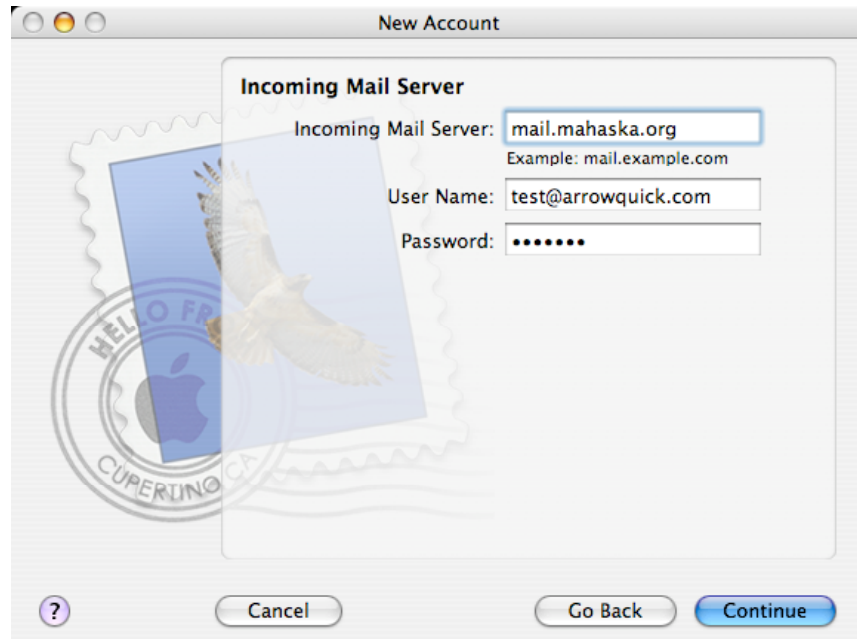 New Account
Incoming Mail Server
Incoming Mail Server: mail.mahaska.org
Example: mail.example.com
User Name: test@arrowquick.com
Password: •••••••
HELLO FR
CUPERTINO CA
? Cancel Go Back Continue